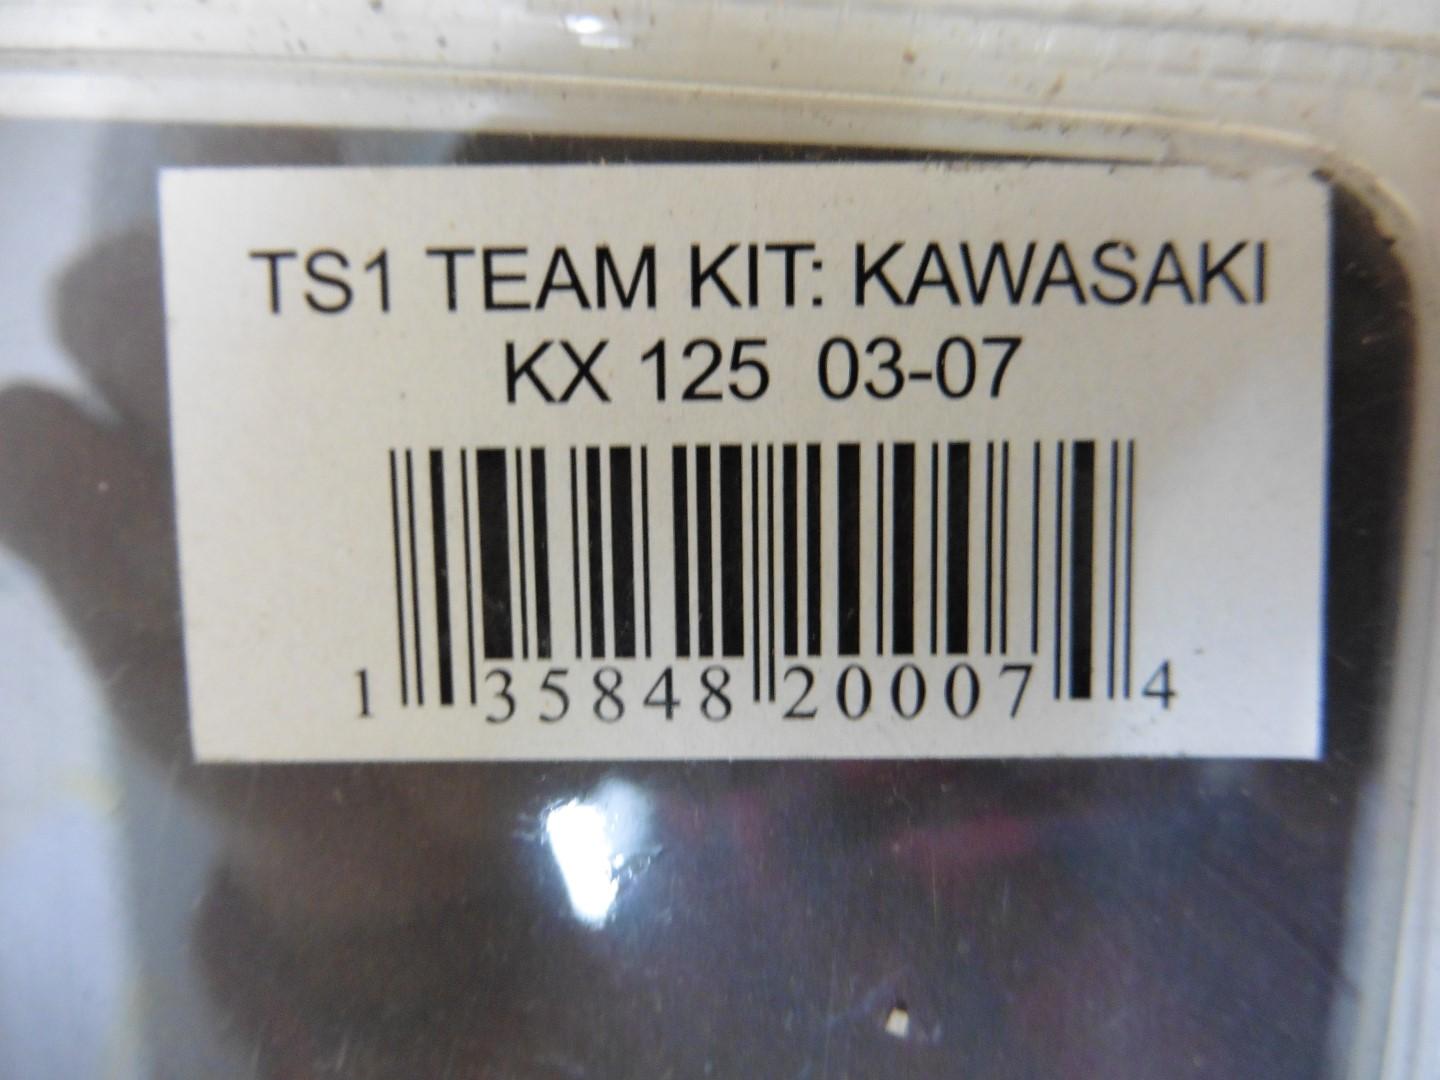 TS1 TEAM KIT: KAWASAKI
KX 125 03-07
1 35848 20007 4